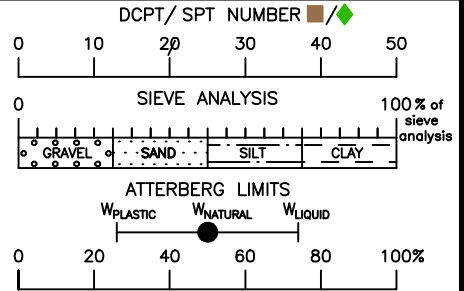 DCPT/ SPT NUMBER /
0 10 20 30 40 50
SIEVE ANALYSIS
0 100% of
sieve
analysis
GRAVEL SAND SILT CLAY
ATTERBERG LIMITS
WPLASTIC WNATURAL WLIQUID
0 20 40 60 80 100%